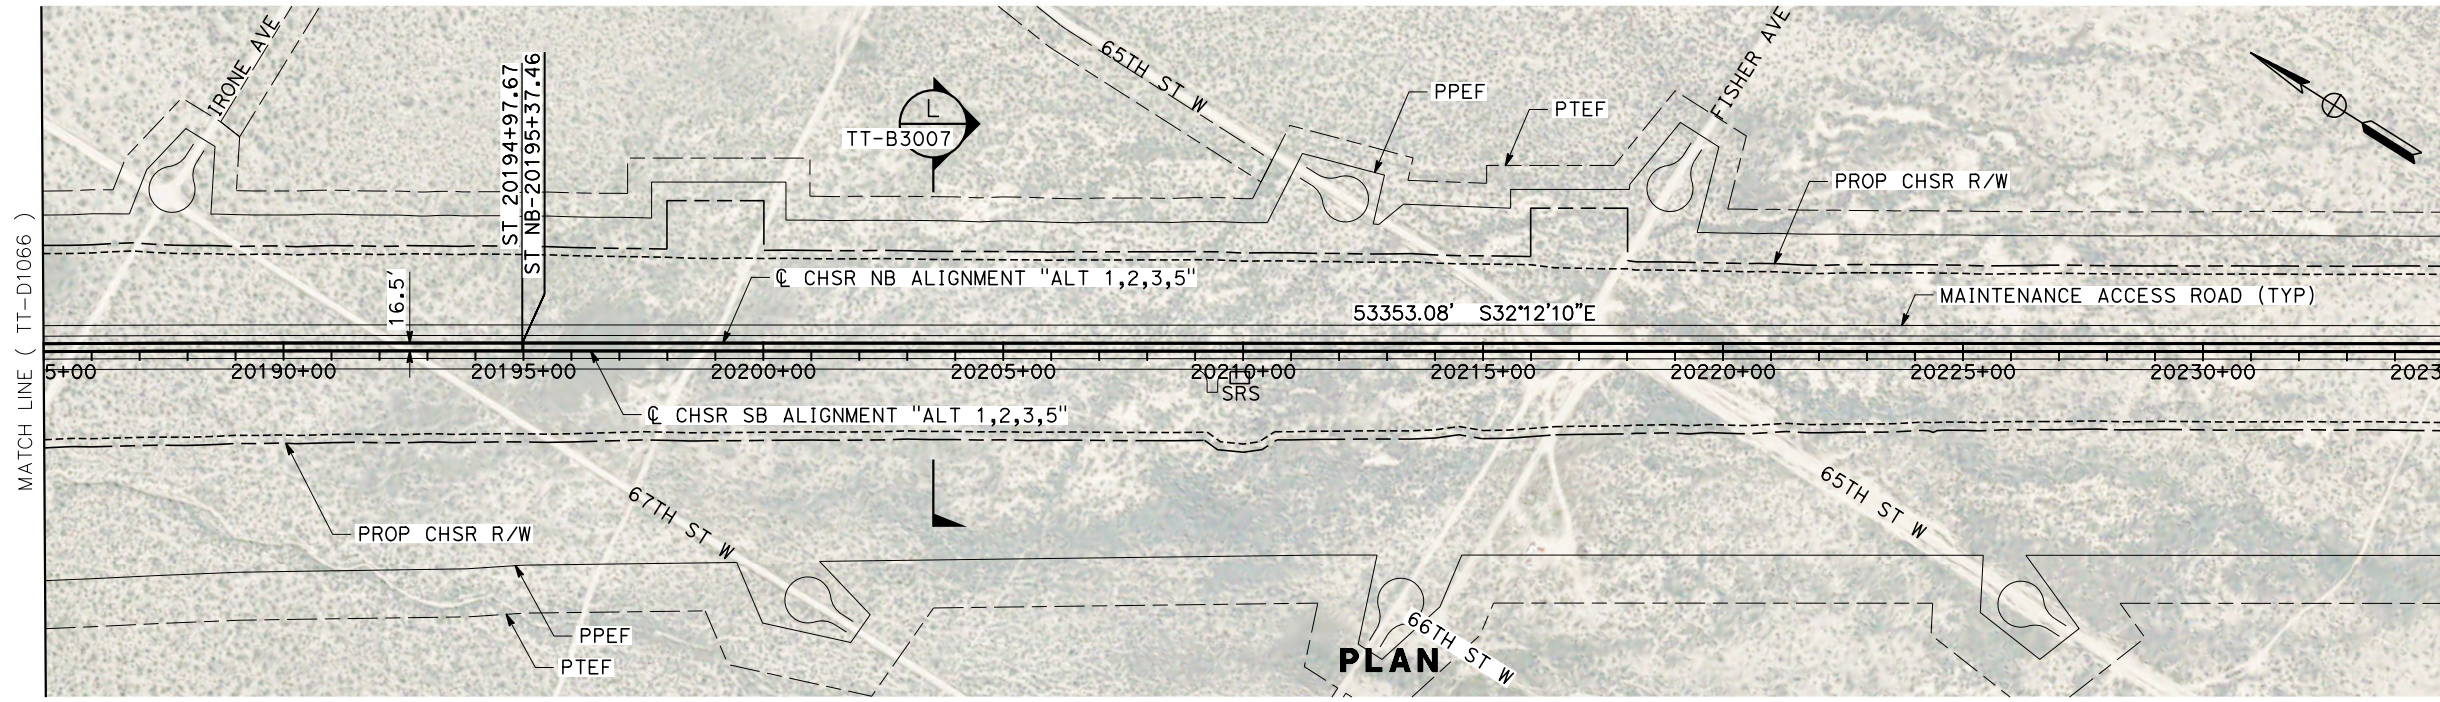 IRONE AVE
65TH ST W
FISHER AVE
ST 20194+97.67
ST NB-20195+37.46
L
TT-B3007
PPEF
PTEF
PROP CHSR R/W
MATCH LINE ( TT-D1066 )
16.5'
℄ CHSR NB ALIGNMENT "ALT 1,2,3,5"
53353.08' S32°12'10"E
MAINTENANCE ACCESS ROAD (TYP)
5+00 20190+00 20195+00 20200+00 20205+00 20210+00 20215+00 20220+00 20225+00 20230+00 2023
SRS
℄ CHSR SB ALIGNMENT "ALT 1,2,3,5"
67TH ST W
65TH ST W
PROP CHSR R/W
PPEF
PTEF
66TH ST W
PLAN